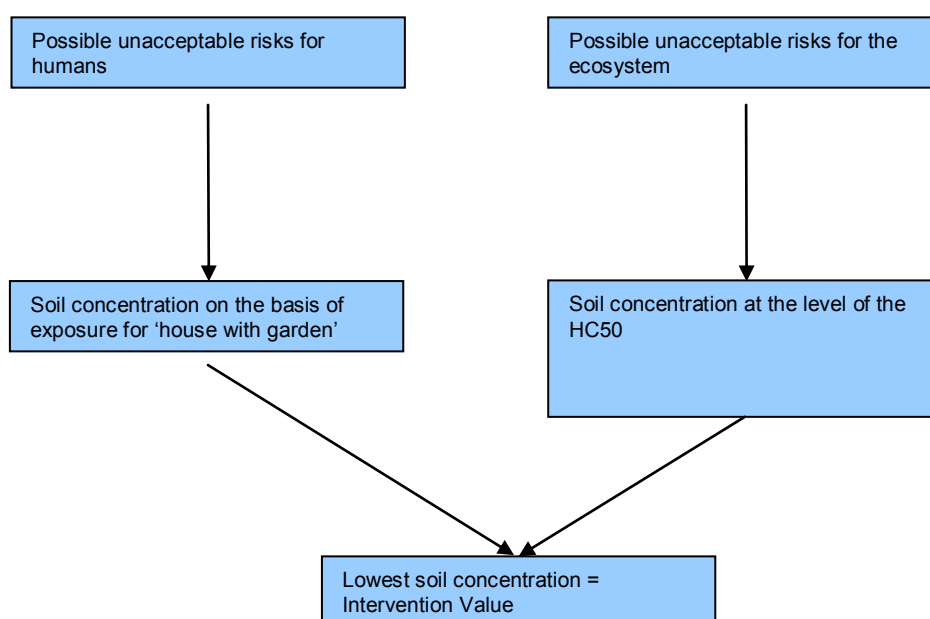 Possible unacceptable risks for
humans
Possible unacceptable risks for the
ecosystem
Soil concentration on the basis of
exposure for ‘house with garden’
Soil concentration at the level of the
HC50
Lowest soil concentration =
Intervention Value